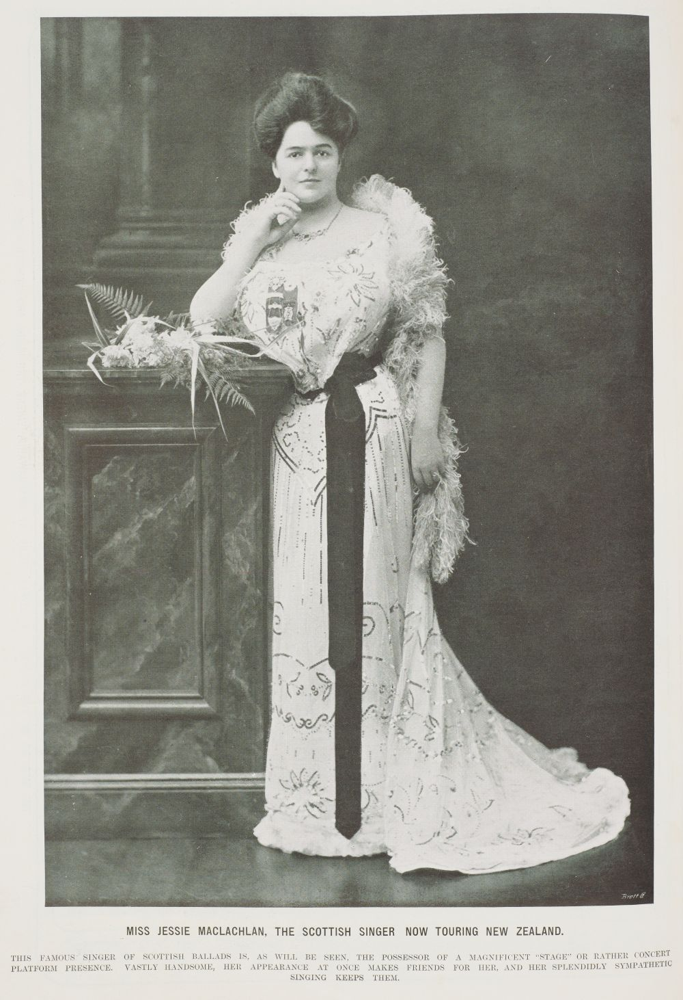 Brett &
MISS JESSIE MACLACHLAN, THE SCOTTISH SINGER NOW TOURING NEW ZEALAND.
THIS FAMOUS SINGER OF SCOTTISH BALLADS IS, AS WILL BE SEEN, THE POSSESSOR OF A MAGNIFICENT "STAGE" OR RATHER CONCERT
PLATFORM PRESENCE. VASTLY HANDSOME, HER APPEARANCE AT ONCE MAKES FRIENDS FOR HER, AND HER SPLENDIDLY SYMPATHETIC
SINGING KEEPS THEM.